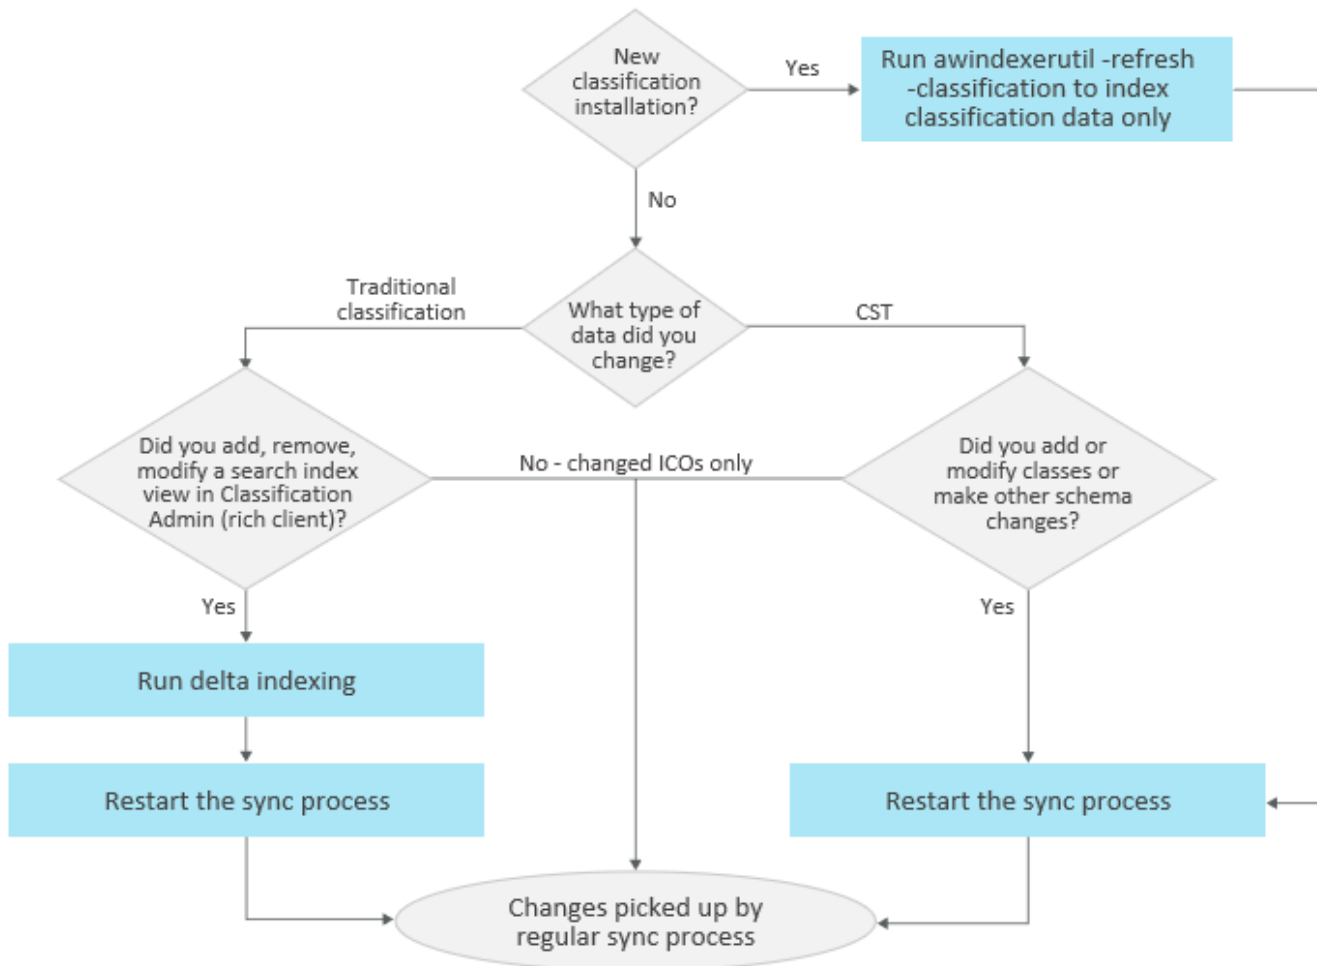 New
classification
installation?
Yes
Run awindexerutil -refresh
-classification to index
classification data only
No
Traditional
classification
What type of
data did you
change?
CST
Did you add, remove,
modify a search index
view in Classification
Admin (rich client)?
No - changed ICOs only
Did you add or
modify classes or
make other schema
changes?
Yes
Yes
Run delta indexing
Restart the sync process
Restart the sync process
Changes picked up by
regular sync process